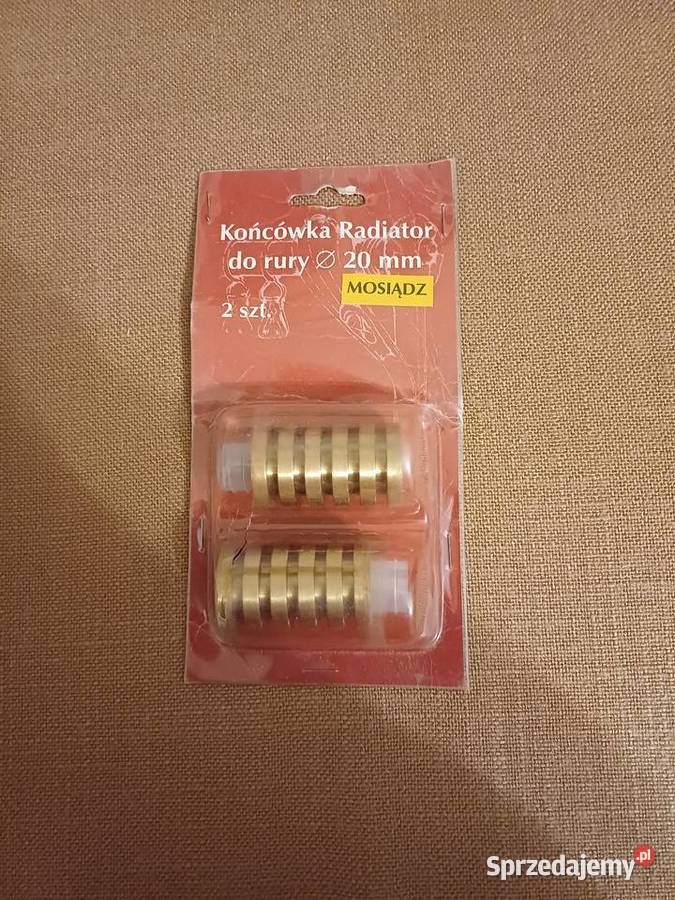 Końcówka Radiator
do rury ∅ 20 mm
MOSIĄDZ
2 szt.
Sprzedajemy.pl